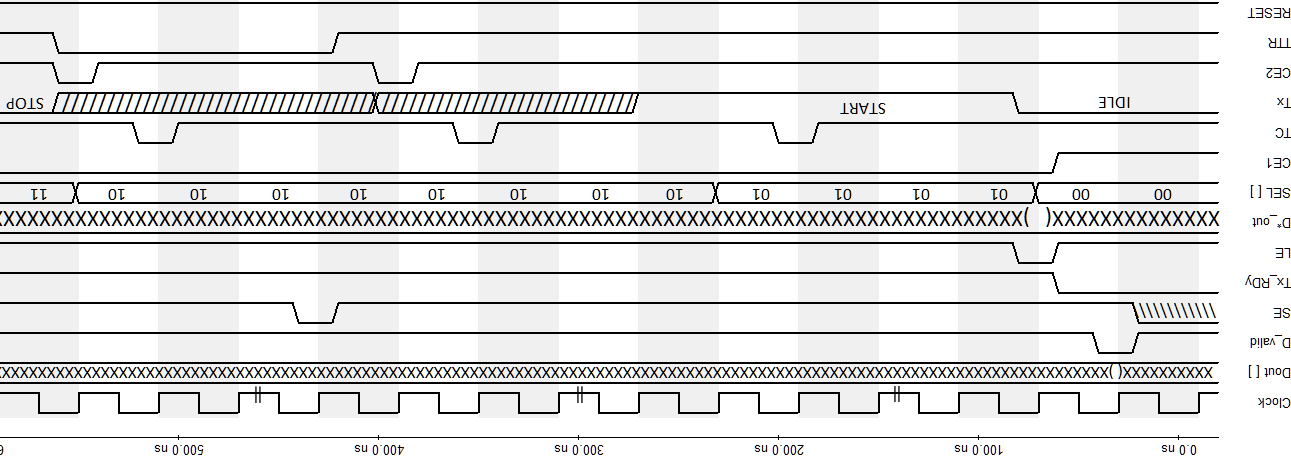 0.0 ns 100.0 ns 200.0 ns 300.0 ns 400.0 ns 500.0 ns 6
Clock
Dout [ ]
D_valid
SE
Tx_RDy
LE
D*_out
SEL [ ] 00 00 01 01 01 01 10 10 10 10 10 10 10 10 11
CE1
TC
Tx IDLE START STOP
CE2
TTR
RESET